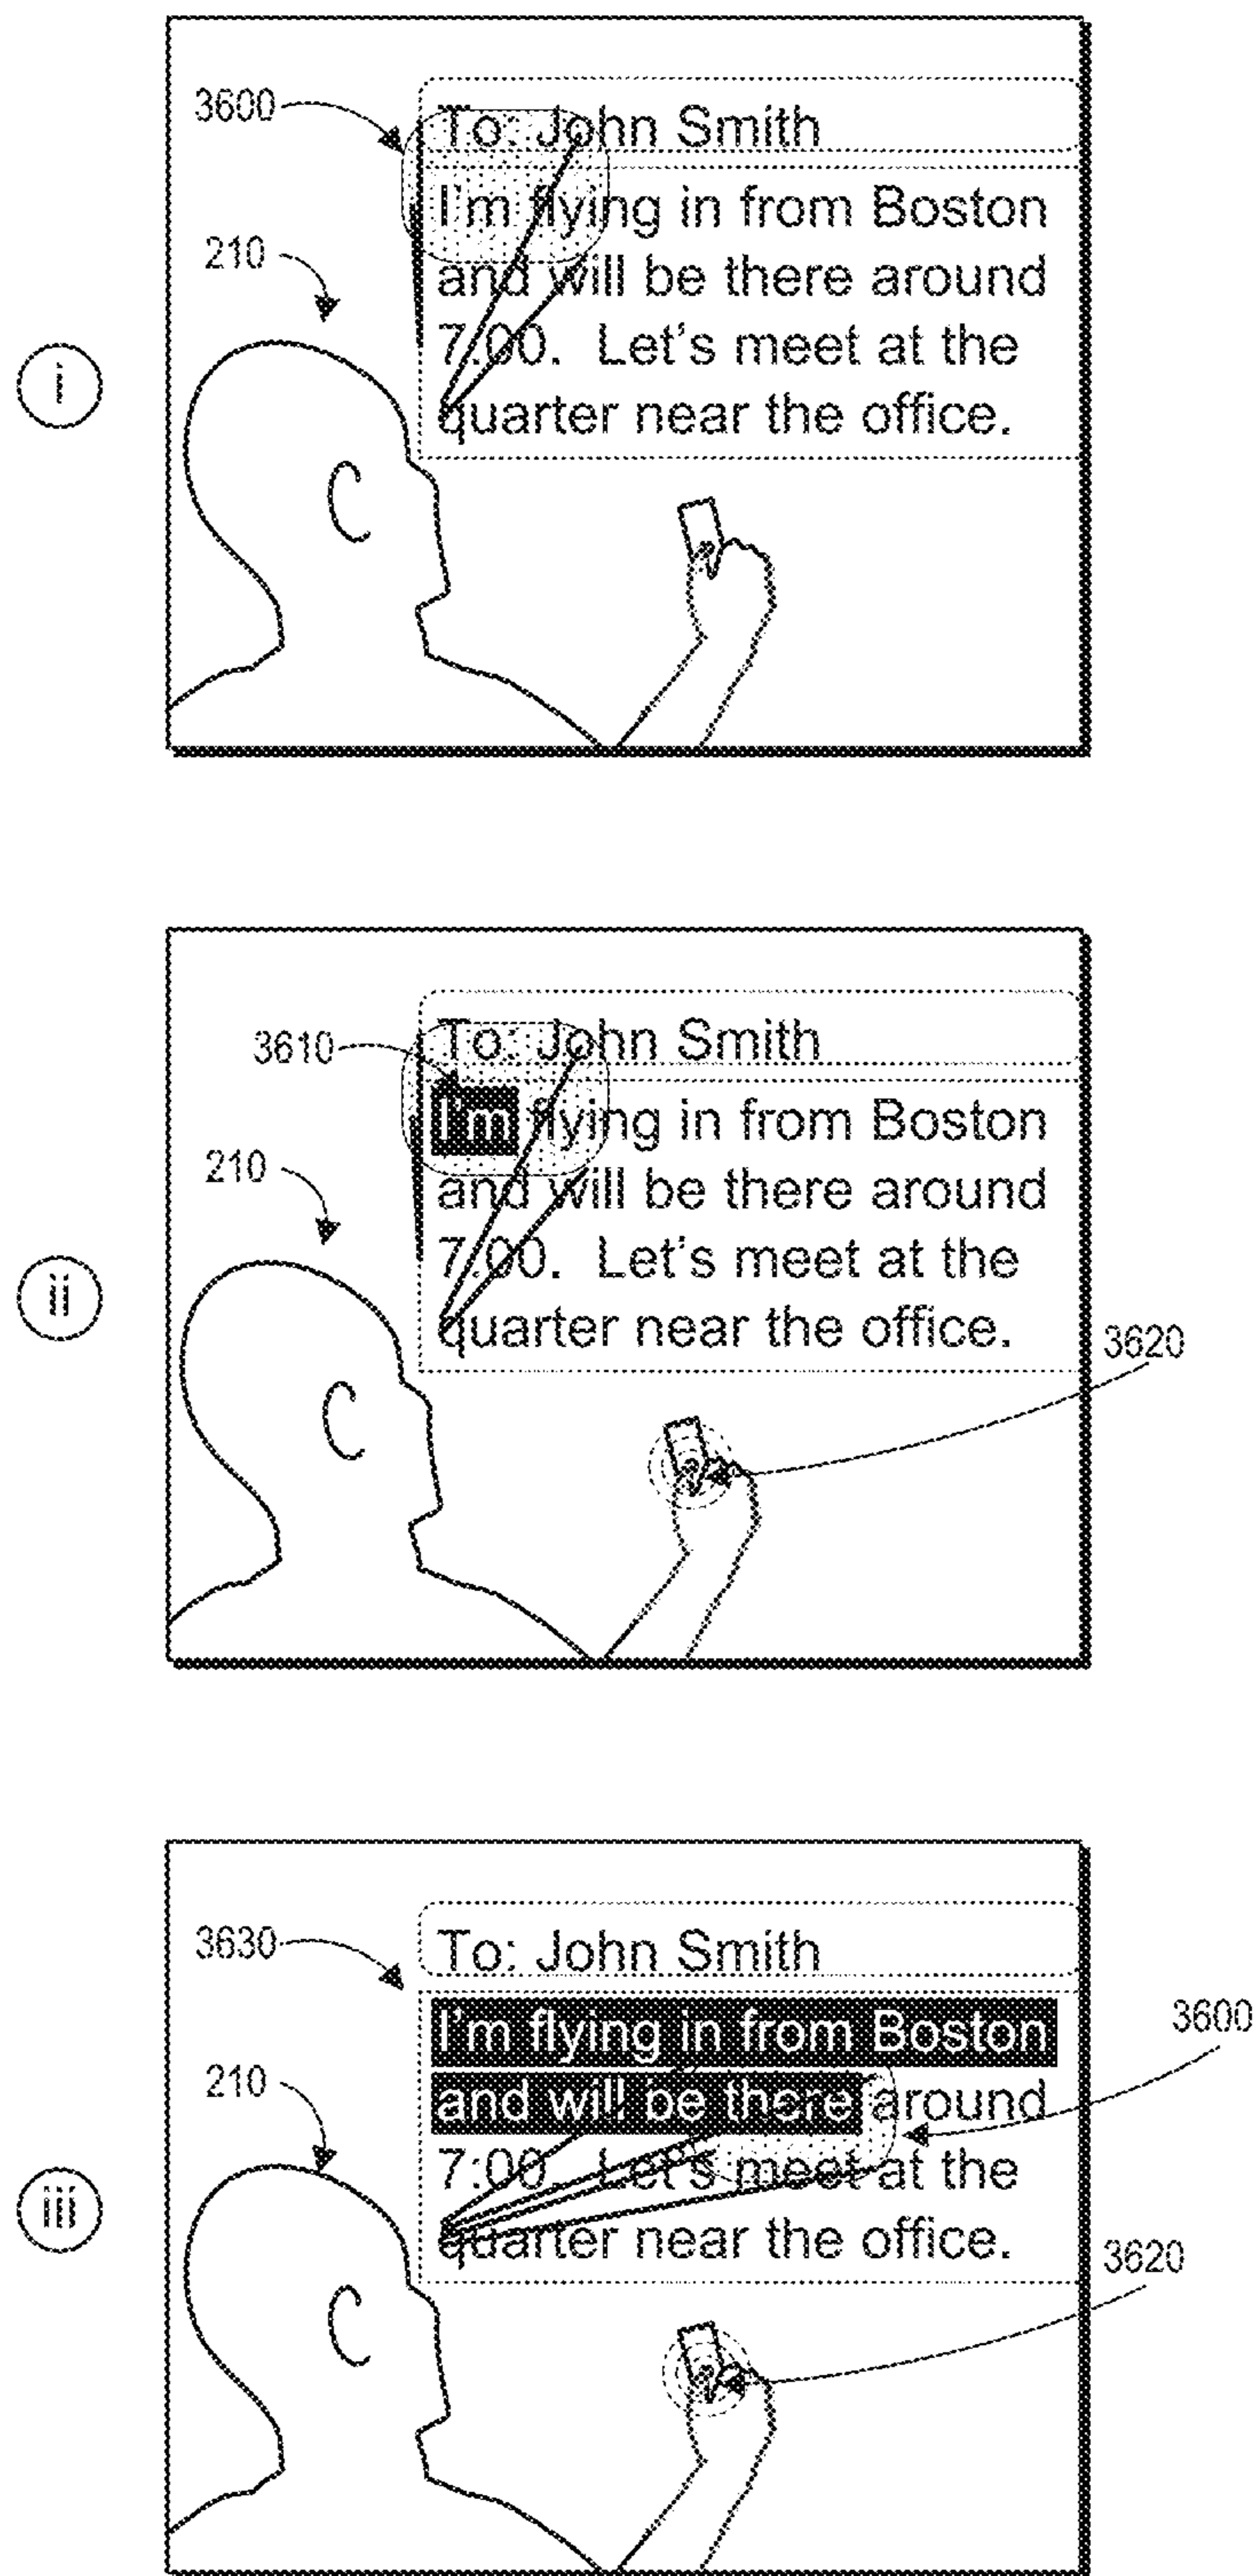 3600
To: John Smith
I'm flying in from Boston
210
and will be there around
i
7:00. Let's meet at the
quarter near the office.
3610
To: John Smith
I'm flying in from Boston
210
and will be there around
ii
7:00. Let's meet at the
quarter near the office.
3620
3630
To: John Smith
I'm flying in from Boston
3600
210
and will be there around
iii
7:00. Let's meet at the
quarter near the office.
3620